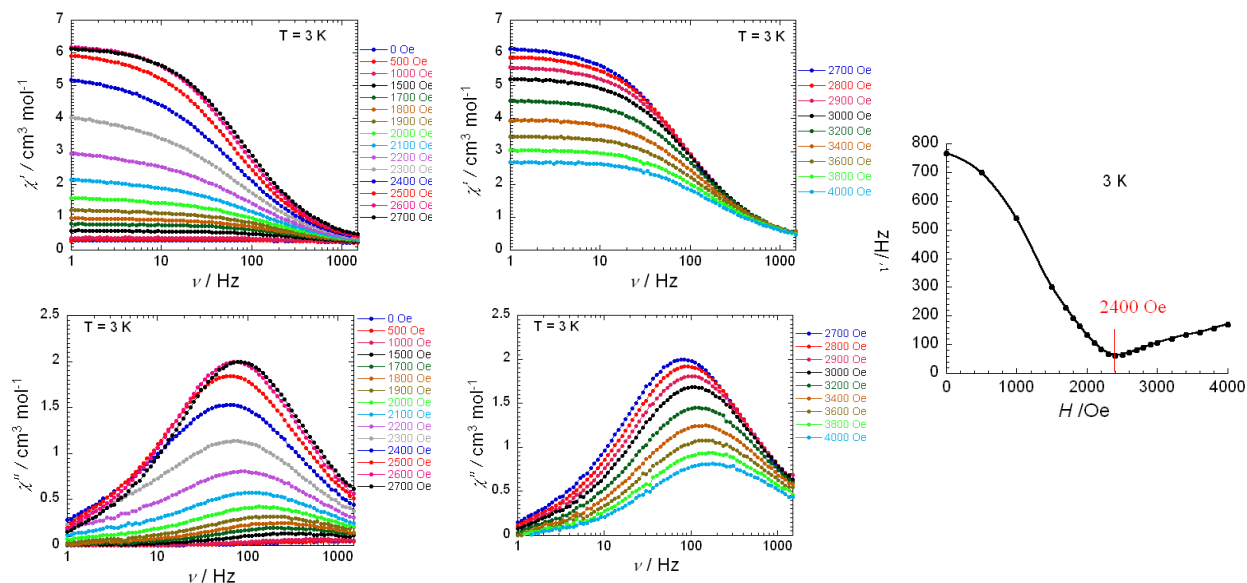 T = 3 K
7
6
5
4
3
2
1
0
χ' / cm³ mol⁻¹
1
10
100
1000
ν / Hz
0 Oe
500 Oe
1000 Oe
1500 Oe
1700 Oe
1800 Oe
1900 Oe
2000 Oe
2100 Oe
2200 Oe
2300 Oe
2400 Oe
2500 Oe
2600 Oe
2700 Oe
T = 3 K
7
6
5
4
3
2
1
0
χ' / cm³ mol⁻¹
1
10
100
1000
ν / Hz
2700 Oe
2800 Oe
2900 Oe
3000 Oe
3200 Oe
3400 Oe
3600 Oe
3800 Oe
4000 Oe
T = 3 K
2.5
2
1.5
1
0.5
0
χ" / cm³ mol⁻¹
1
10
100
1000
ν / Hz
0 Oe
500 Oe
1000 Oe
1500 Oe
1700 Oe
1800 Oe
1900 Oe
2000 Oe
2100 Oe
2200 Oe
2300 Oe
2400 Oe
2500 Oe
2600 Oe
2700 Oe
T = 3 K
2.5
2
1.5
1
0.5
0
χ" / cm³ mol⁻¹
1
10
100
1000
ν / Hz
2700 Oe
2800 Oe
2900 Oe
3000 Oe
3200 Oe
3400 Oe
3600 Oe
3800 Oe
4000 Oe
3 K
800
700
600
500
400
300
200
100
0
ν /Hz
2400 Oe
0
1000
2000
3000
4000
H /Oe